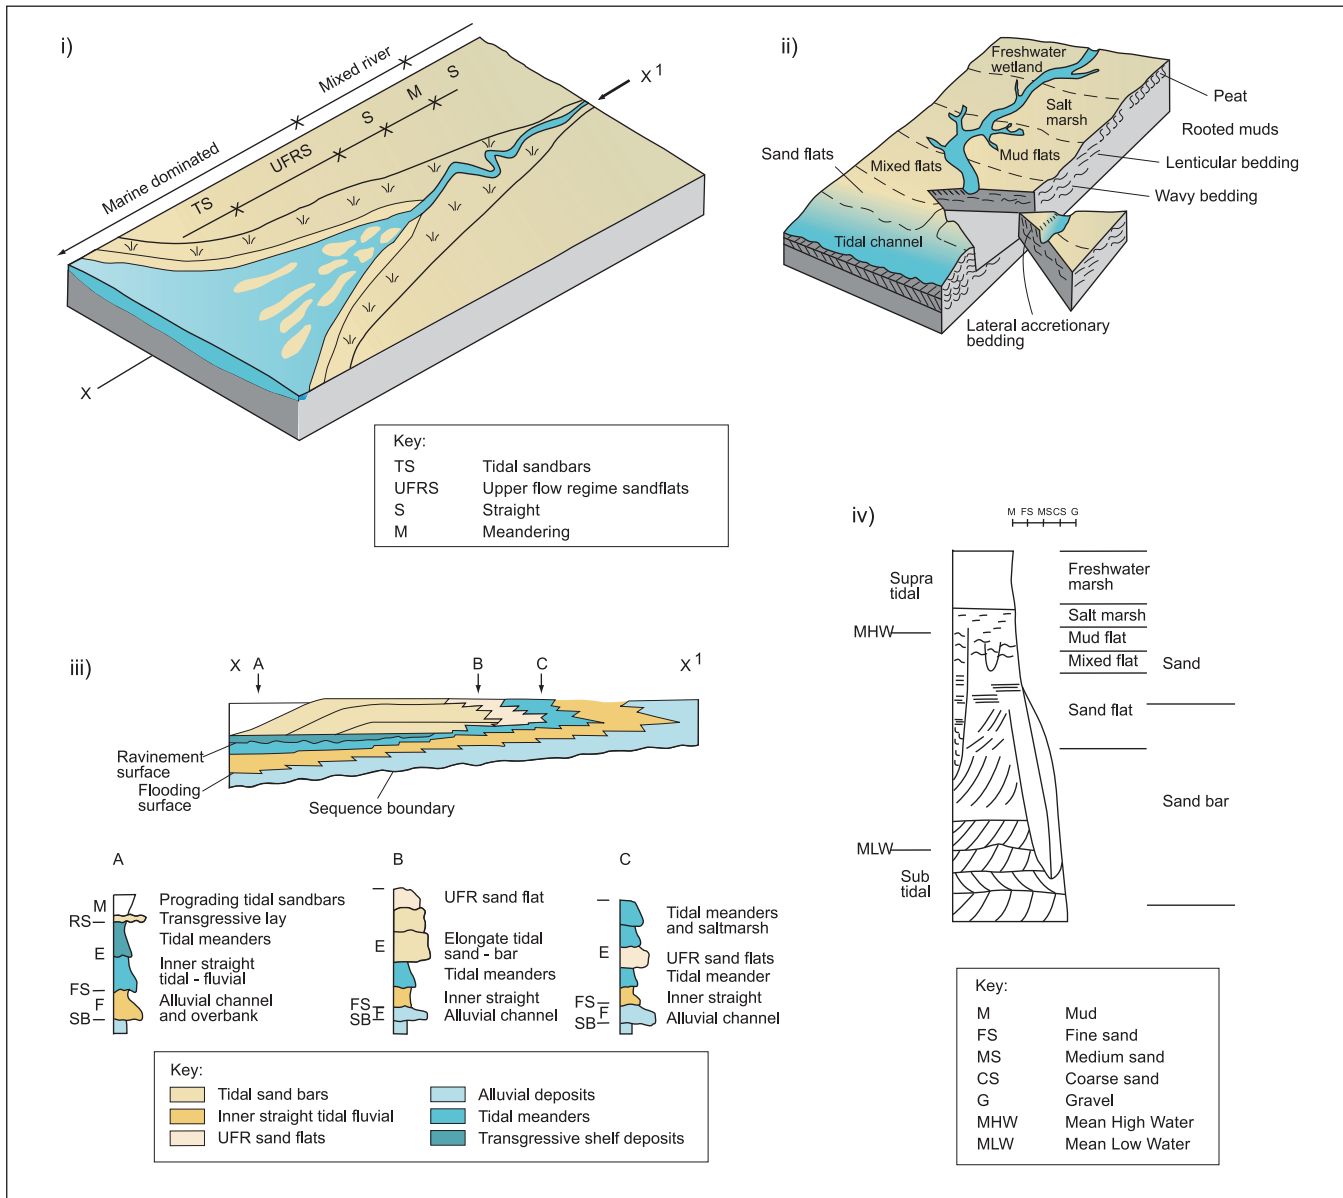 i)
Marine dominated
Mixed river
TS
UFRS
S
M
S
X
X 1
Key:
TS Tidal sandbars
UFRS Upper flow regime sandflats
S Straight
M Meandering
ii)
Freshwater
wetland
Salt
marsh
Mud flats
Mixed flats
Sand flats
Tidal channel
Peat
Rooted muds
Lenticular bedding
Wavy bedding
Lateral accretionary
bedding
iii)
X
A
B
C
X 1
Ravinement
surface
Flooding
surface
Sequence boundary
A
M
RS
E
FS
F
SB
Prograding tidal sandbars
Transgressive lay
Tidal meanders
Inner straight
tidal - fluvial
Alluvial channel
and overbank
B
E
FS
F
SB
UFR sand flat
Elongate tidal
sand - bar
Tidal meanders
Inner straight
Alluvial channel
C
E
FS
F
SB
Tidal meanders
and saltmarsh
UFR sand flats
Tidal meander
Inner straight
Alluvial channel
Key:
Tidal sand bars
Inner straight tidal fluvial
UFR sand flats
Alluvial deposits
Tidal meanders
Transgressive shelf deposits
iv)
M FS MS CS G
Supra
tidal
MHW
MLW
Sub
tidal
Freshwater
marsh
Salt marsh
Mud flat
Mixed flat
Sand flat
Sand
Sand bar
Key:
M Mud
FS Fine sand
MS Medium sand
CS Coarse sand
G Gravel
MHW Mean High Water
MLW Mean Low Water